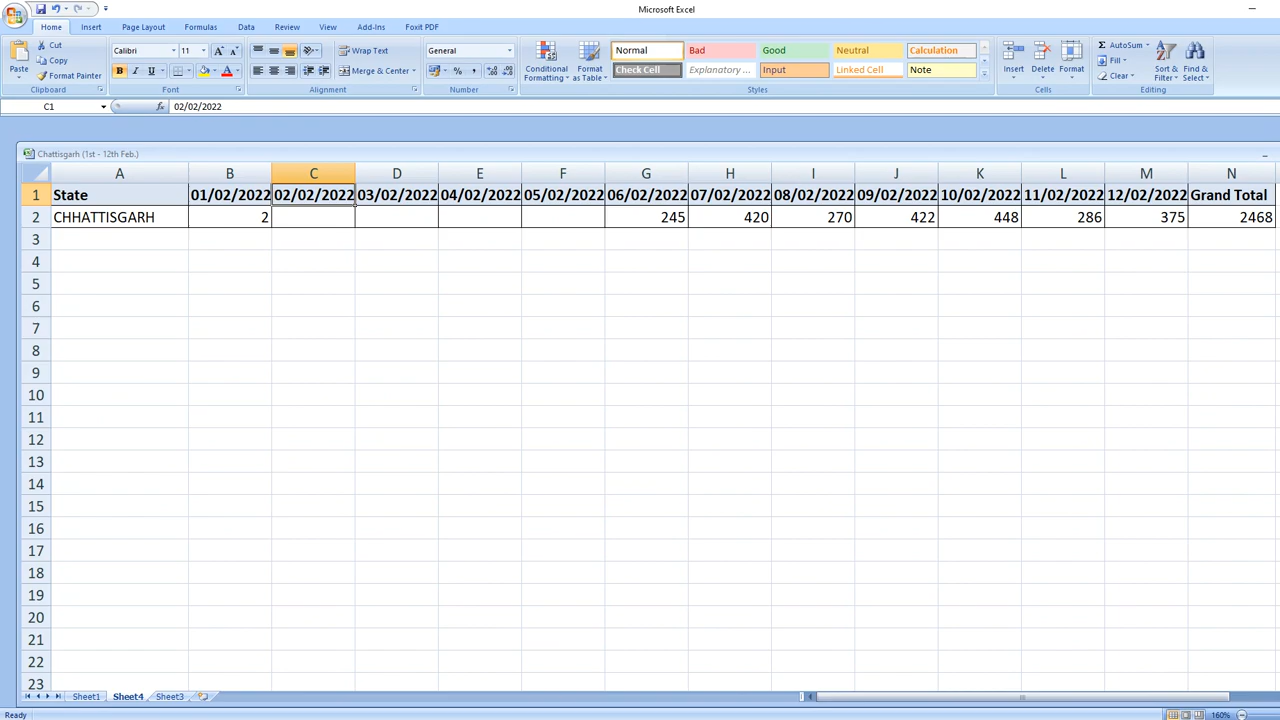 Microsoft Excel
Home Insert Page Layout Formulas Data Review View Add-Ins Foxit PDF
Paste
Cut
Copy
Format Painter
Clipboard
Calibri 11
B I U A
Font
Wrap Text
Merge & Center
Alignment
General
% ,
Number
Conditional Formatting
Format as Table
Normal Bad Good Neutral Calculation
Check Cell Explanatory ... Input Linked Cell Note
Styles
Insert Delete Format
Cells
Σ AutoSum
Fill
Clear
Sort & Filter
Find & Select
Editing
C1 fx 02/02/2022
Chattisgarh (1st - 12th Feb.)
A B C D E F G H I J K L M N
1 State 01/02/2022 02/02/2022 03/02/2022 04/02/2022 05/02/2022 06/02/2022 07/02/2022 08/02/2022 09/02/2022 10/02/2022 11/02/2022 12/02/2022 Grand Total
2 CHHATTISGARH 2 245 420 270 422 448 286 375 2468
3
4
5
6
7
8
9
10
11
12
13
14
15
16
17
18
19
20
21
22
23
Sheet1 Sheet4 Sheet3
Ready 160%